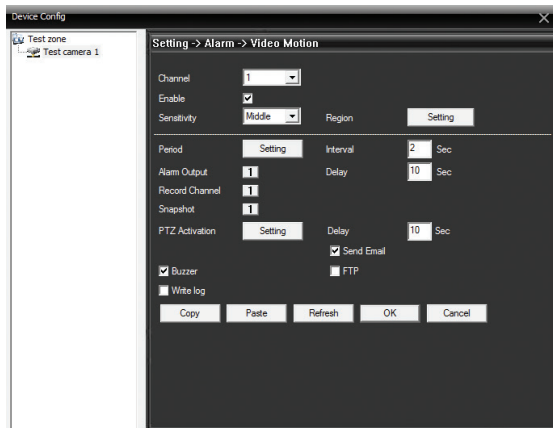 Device Config
Test zone
Test camera 1
Setting -> Alarm -> Video Motion
Channel 1
Enable
Sensitivity Middle Region Setting
Period Setting Interval 2 Sec
Alarm Output 1 Delay 10 Sec
Record Channel 1
Snapshot 1
PTZ Activation Setting Delay 10 Sec
Send Email
Buzzer FTP
Write log
Copy Paste Refresh OK Cancel